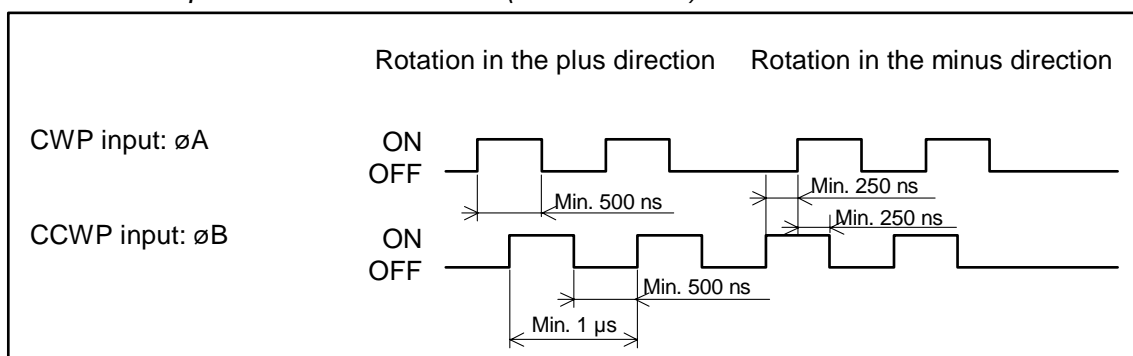 Rotation in the plus direction Rotation in the minus direction
CWP input: øA
ON
OFF
Min. 250 ns
Min. 500 ns
Min. 250 ns
CCWP input: øB
ON
OFF
Min. 500 ns
Min. 1 µs